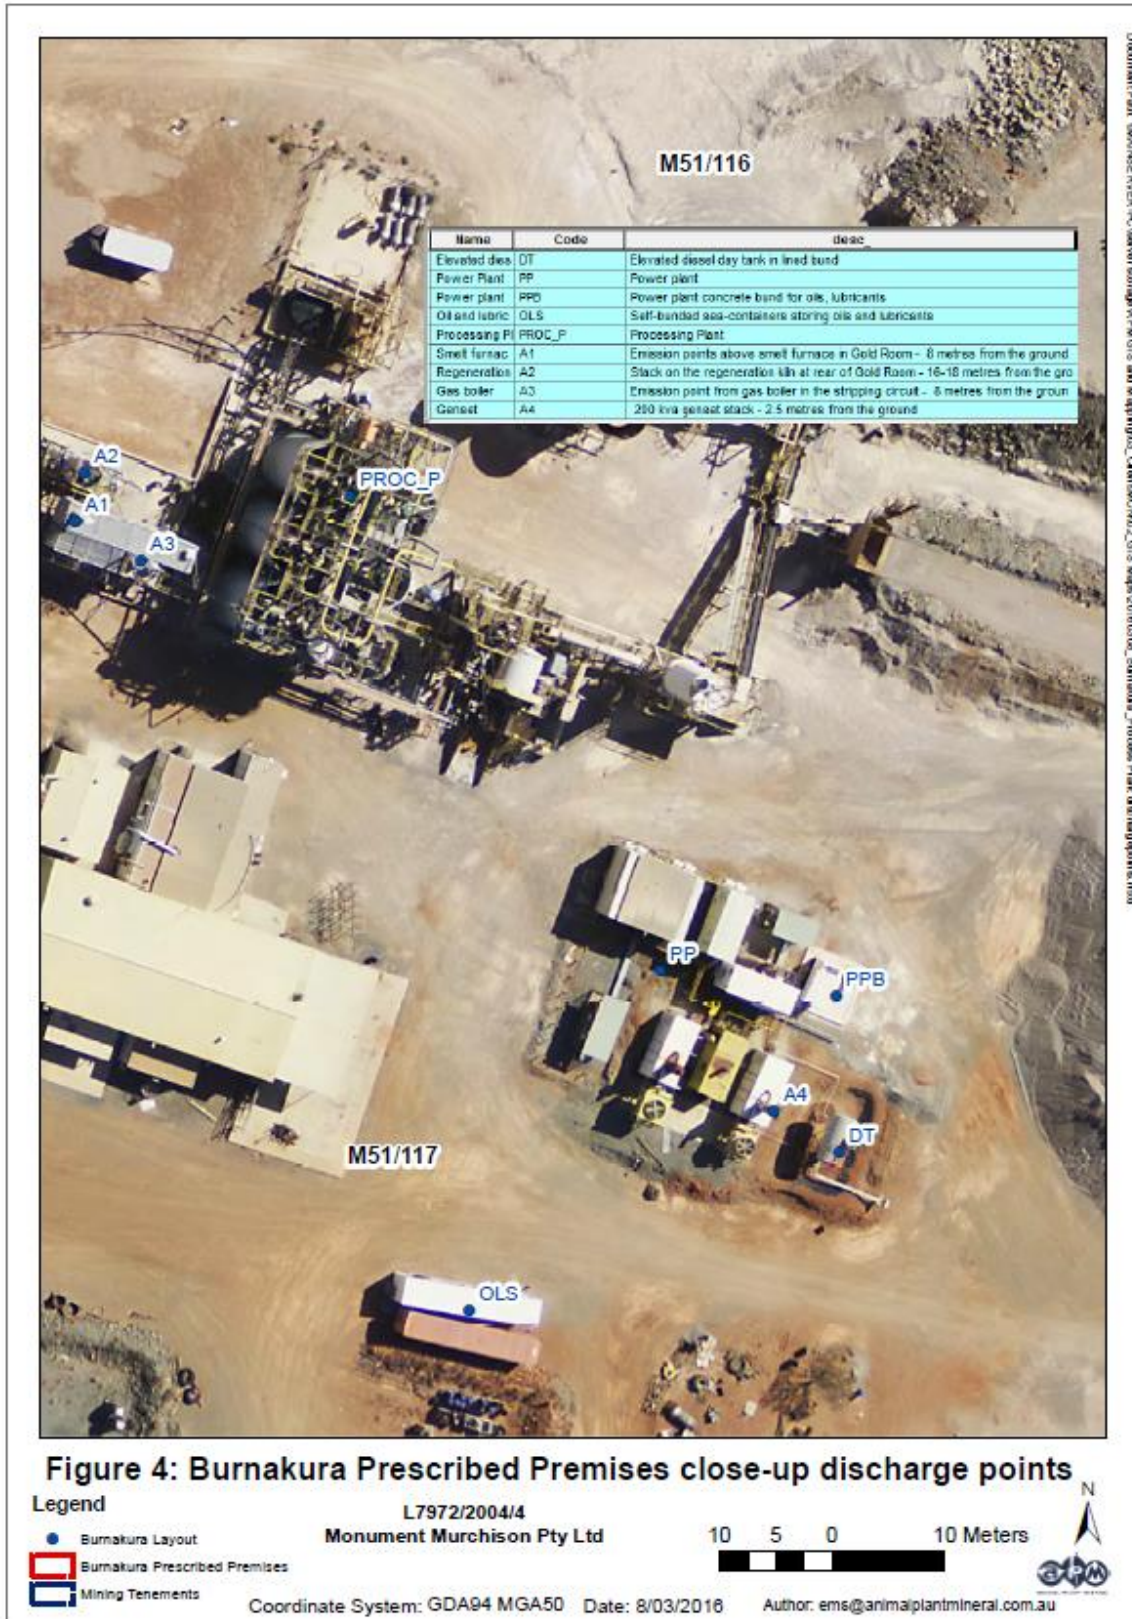 M51/116
Name Code desc_
Elevated dies DT Elevated diesel day tank in lined bund
Power Plant PP Power plant
Power plant PPB Power plant concrete bund for oils, lubricants
Oil and lubric OLS Self-bunded sea-containers storing oils and lubricants
Processing Pl PROC_P Processing Plant
Smelt furnac A1 Emission points above smelt furnace in Gold Room - 8 metres from the ground
Regeneration A2 Stack on the regeneration kiln at rear of Gold Room - 16-18 metres from the gro
Gas boiler A3 Emission point from gas boiler in the stripping circuit - 8 metres from the groun
Genset A4 200 kva genset stack - 2.5 metres from the ground
A2
PROC_P
A1
A3
PP
PPB
A4
DT
M51/117
OLS
Figure 4: Burnakura Prescribed Premises close-up discharge points
Legend
Burnakura Layout
Burnakura Prescribed Premises
Mining Tenements
L7972/2004/4
Monument Murchison Pty Ltd
10 5 0 10 Meters
N
apm
Coordinate System: GDA94 MGA50 Date: 8/03/2016 Author: ems@animalplantmineral.com.au